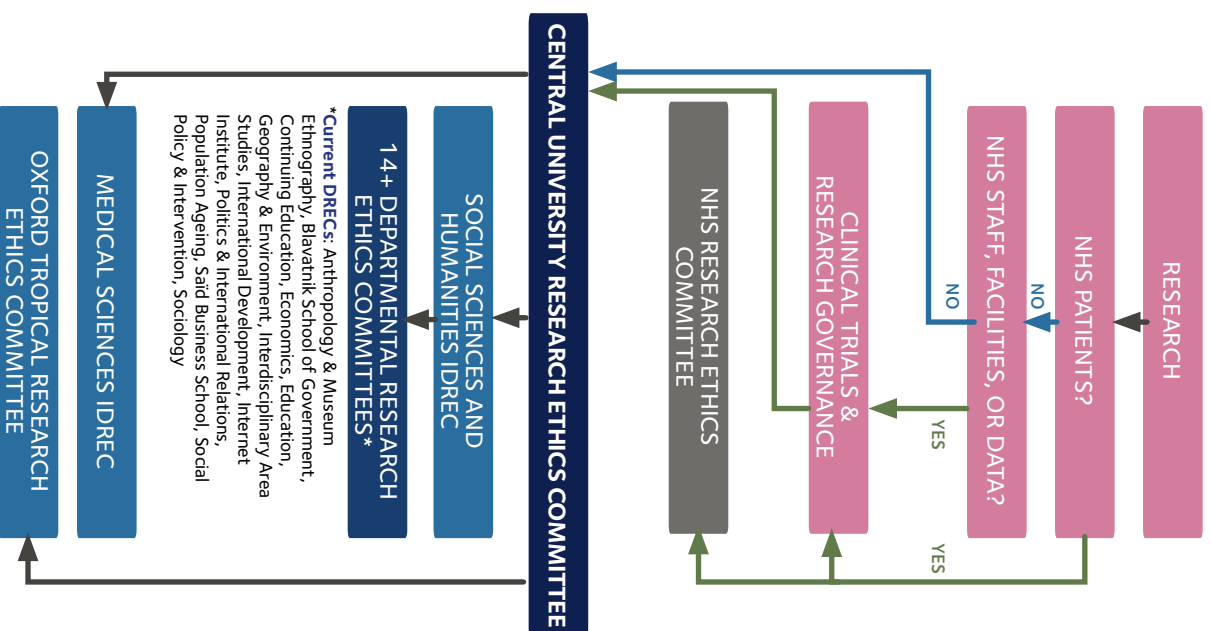 RESEARCH
NHS PATIENTS?
NO
YES
NHS STAFF, FACILITIES, OR DATA?
NO
YES
CLINICAL TRIALS &
RESEARCH GOVERNANCE
NHS RESEARCH ETHICS
COMMITTEE
CENTRAL UNIVERSITY RESEARCH ETHICS COMMITTEE
SOCIAL SCIENCES AND
HUMANITIES IDREC
14+ DEPARTMENTAL RESEARCH
ETHICS COMMITTEES*
*Current DRECs: Anthropology & Museum
Ethnography, Blavatnik School of Government,
Continuing Education, Economics, Education,
Geography & Environment, Interdisciplinary Area
Studies, International Development, Internet
Institute, Politics & International Relations,
Population Ageing, Saïd Business School, Social
Policy & Intervention, Sociology
MEDICAL SCIENCES IDREC
OXFORD TROPICAL RESEARCH
ETHICS COMMITTEE